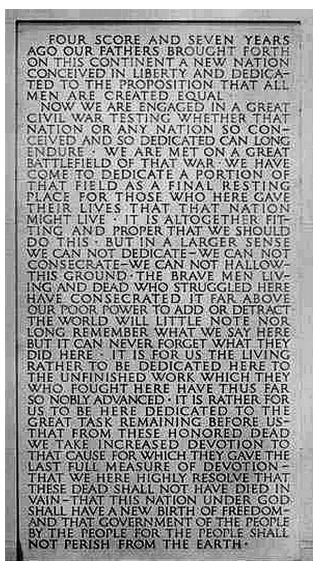 FOUR SCORE AND SEVEN YEARS
AGO OUR FATHERS BROUGHT FORTH
ON THIS CONTINENT A NEW NATION
CONCEIVED IN LIBERTY AND DEDICA-
TED TO THE PROPOSITION THAT ALL
MEN ARE CREATED EQUAL ·
NOW WE ARE ENGAGED IN A GREAT
CIVIL WAR TESTING WHETHER THAT
NATION OR ANY NATION SO CON-
CEIVED AND SO DEDICATED CAN LONG
ENDURE · WE ARE MET ON A GREAT
BATTLEFIELD OF THAT WAR · WE HAVE
COME TO DEDICATE A PORTION OF
THAT FIELD AS A FINAL RESTING
PLACE FOR THOSE WHO HERE GAVE
THEIR LIVES THAT THAT NATION
MIGHT LIVE · IT IS ALTOGETHER FIT-
TING AND PROPER THAT WE SHOULD
DO THIS · BUT IN A LARGER SENSE
WE CAN NOT DEDICATE–WE CAN NOT
CONSECRATE–WE CAN NOT HALLOW–
THIS GROUND · THE BRAVE MEN LIV-
ING AND DEAD WHO STRUGGLED HERE
HAVE CONSECRATED IT FAR ABOVE
OUR POOR POWER TO ADD OR DETRACT ·
THE WORLD WILL LITTLE NOTE NOR
LONG REMEMBER WHAT WE SAY HERE
BUT IT CAN NEVER FORGET WHAT THEY
DID HERE · IT IS FOR US THE LIVING
RATHER TO BE DEDICATED HERE TO
THE UNFINISHED WORK WHICH THEY
WHO FOUGHT HERE HAVE THUS FAR
SO NOBLY ADVANCED · IT IS RATHER FOR
US TO BE HERE DEDICATED TO THE
GREAT TASK REMAINING BEFORE US–
THAT FROM THESE HONORED DEAD
WE TAKE INCREASED DEVOTION TO
THAT CAUSE FOR WHICH THEY GAVE THE
LAST FULL MEASURE OF DEVOTION–
THAT WE HERE HIGHLY RESOLVE THAT
THESE DEAD SHALL NOT HAVE DIED IN
VAIN–THAT THIS NATION UNDER GOD
SHALL HAVE A NEW BIRTH OF FREEDOM–
AND THAT GOVERNMENT OF THE PEOPLE
BY THE PEOPLE FOR THE PEOPLE SHALL
NOT PERISH FROM THE EARTH ·